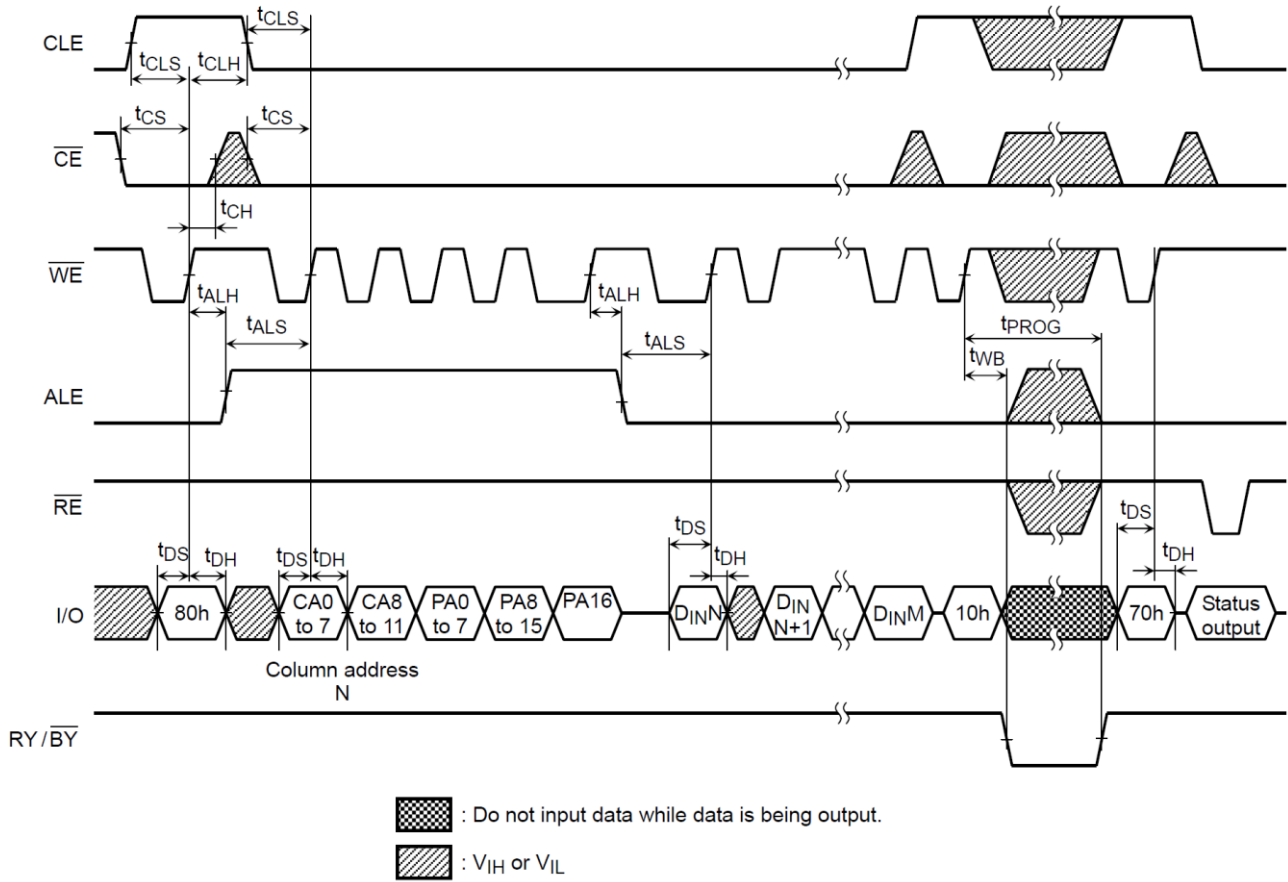 tCLS
CLE
tCLS
tCLH
tCS
tCS
CE
tCH
WE
tALH
tALH
tPROG
tALS
tALS
tWB
ALE
RE
tDS
tDH
tDS
tDH
tDS
tDH
tDS
tDH
I/O
80h
CA0 to 7
CA8 to 11
PA0 to 7
PA8 to 15
PA16
DINN
DIN N+1
DINM
10h
70h
Status output
Column address
N
RY/BY
: Do not input data while data is being output.
: VIH or VIL